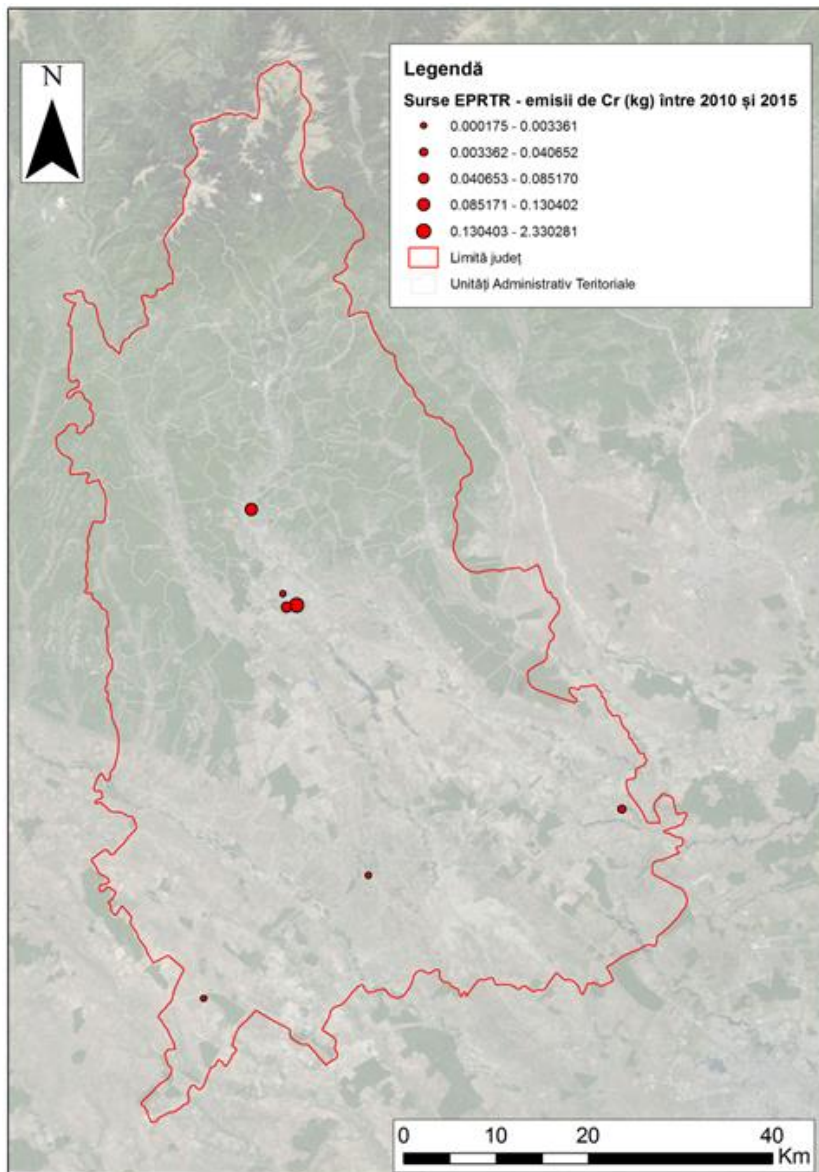 N
Legendă
Surse EPRTR - emisii de Cr (kg) între 2010 și 2015
0.000175 - 0.003361
0.003362 - 0.040652
0.040653 - 0.085170
0.085171 - 0.130402
0.130403 - 2.330281
Limită județ
Unități Administrativ Teritoriale
0 10 20 40
Km